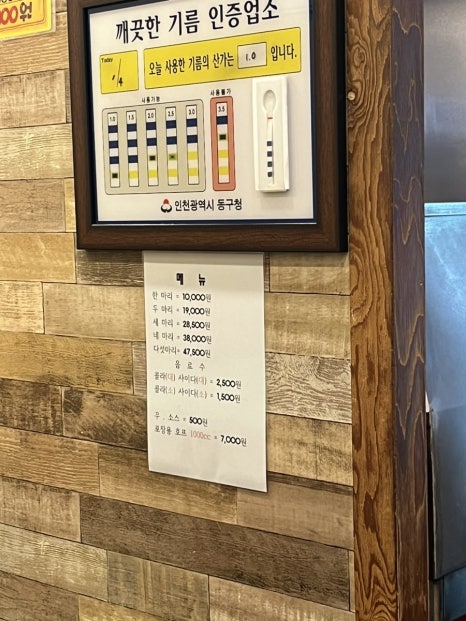 00원
깨끗한 기름 인증업소
Today
1/4
오늘 사용한 기름의 산가는 1.0 입니다.
사용가능
사용불가
1.0 1.5 2.0 2.5 3.0 3.5
인천광역시 동구청
메뉴
한 마리 = 10,000원
두 마리 = 19,000원
세 마리 = 28,500원
네 마리 = 38,000원
다섯마리= 47,500원
음 료 수
콜래(대) 사이다(대) = 2,500원
콜래(소) 사이다(소) = 1,500원
무 . 소스 = 500원
포장용 호프 1000cc = 7,000원